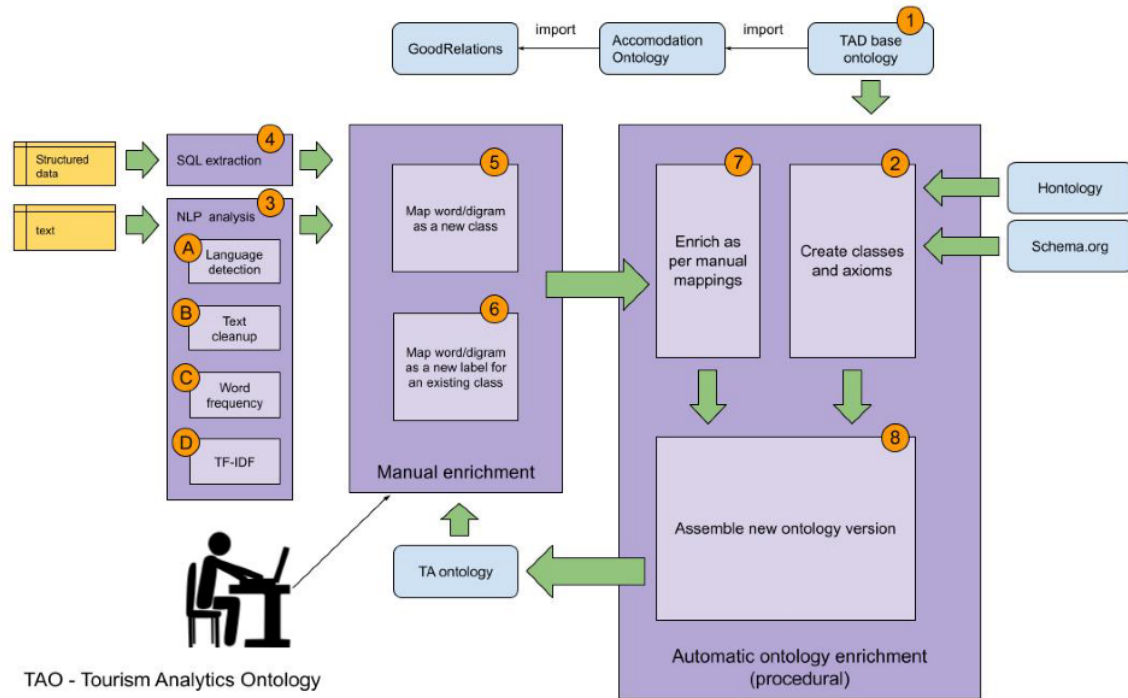 1
import
import
GoodRelations
Accomodation
Ontology
TAD base
ontology
4
SQL extraction
Structured
data
3
NLP analysis
text
A
Language
detection
B
Text
cleanup
C
Word
frequency
D
TF-IDF
5
Map word/digram
as a new class
6
Map word/digram
as a new label for
an existing class
Manual enrichment
7
Enrich as
per manual
mappings
2
Create classes
and axioms
Hontology
Schema.org
8
Assemble new ontology version
TA ontology
Automatic ontology enrichment
(procedural)
TAO - Tourism Analytics Ontology